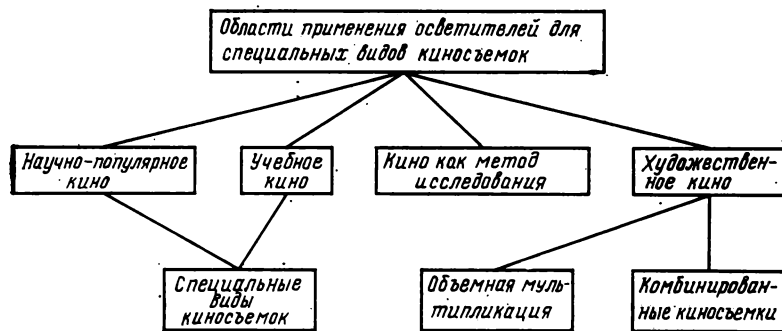 Области применения осветителей для
специальных видов киносъемок
Научно-популярное
кино
Учебное
кино
Кино как метод
исследования
Художествен-
ное кино
Специальные
виды
киносъемок
Объемная муль-
типликация
Комбинирован-
ные киносъемки